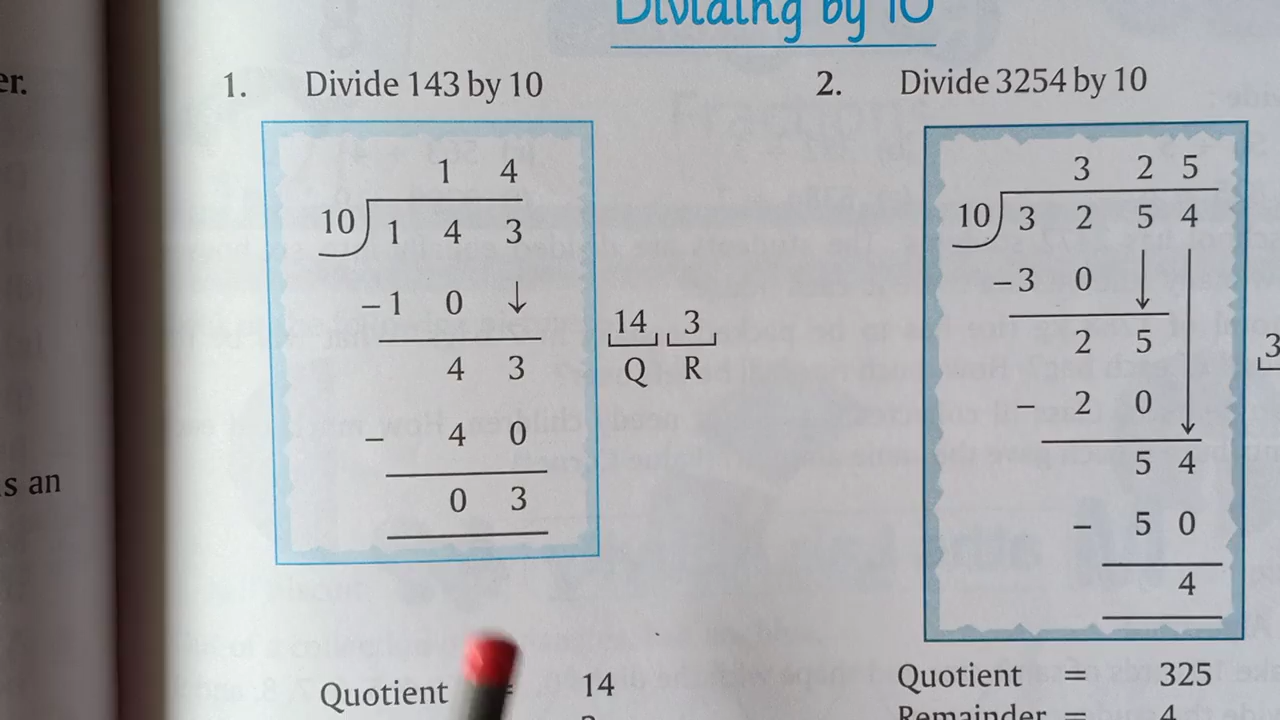 er.
s an
Dividing by 10
1. Divide 143 by 10
1 4
10 1 4 3
-1 0 ↓
4 3
- 4 0
0 3
14 3
Q R
Quotient = 14
2. Divide 3254 by 10
3 2 5
10 3 2 5 4
-3 0
2 5
- 2 0
5 4
- 5 0
4
3
Quotient = 325
Remainder = 4